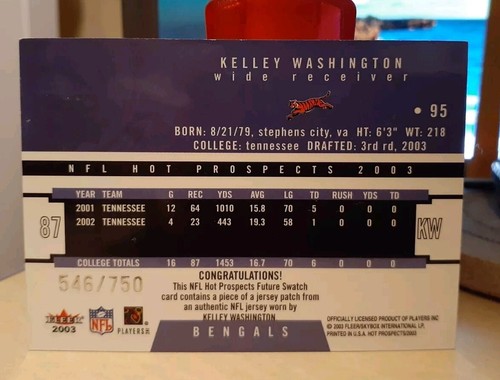 KELLEY WASHINGTON
wide receiver
• 95
BORN: 8/21/79, stephens city, va HT: 6'3" WT: 218
COLLEGE: tennessee DRAFTED: 3rd rd, 2003
NFL HOT PROSPECTS 2003
YEAR TEAM G REC YDS AVG LG TD RUSH YDS TD
2001 TENNESSEE 12 64 1010 15.8 70 5 0 0 0
2002 TENNESSEE 4 23 443 19.3 58 1 0 0 0
87 KW
COLLEGE TOTALS 16 87 1453 16.7 70 6 0 0 0
546/750
CONGRATULATIONS!
This NFL Hot Prospects Future Swatch
card contains a piece of a jersey patch from
an authentic NFL jersey worn by
KELLEY WASHINGTON
FLEER
2003
NFL
PLAYERS
BENGALS
OFFICIALLY LICENSED PRODUCT OF PLAYERS INC
© 2003 FLEER/SKYBOX INTERNATIONAL LP.
PRINTED IN U.S.A. HOT PROSPECTS/2003